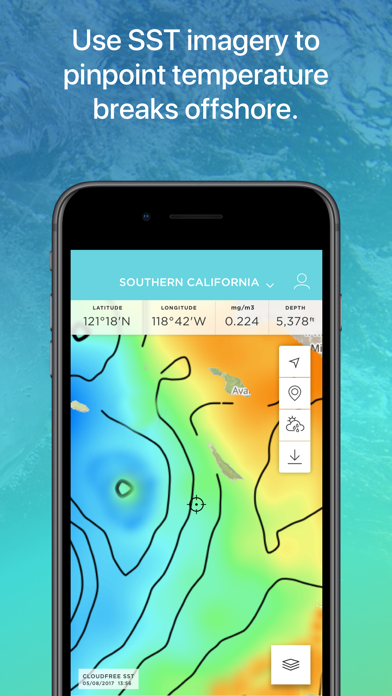 Use SST imagery to
pinpoint temperature
breaks offshore.
SOUTHERN CALIFORNIA
LATITUDE LONGITUDE mg/m3 DEPTH
121°18'N 118°42'W 0.224 5,378ft
Mi
Ava
CLOUDFREE SST
05/08/2017 13:56